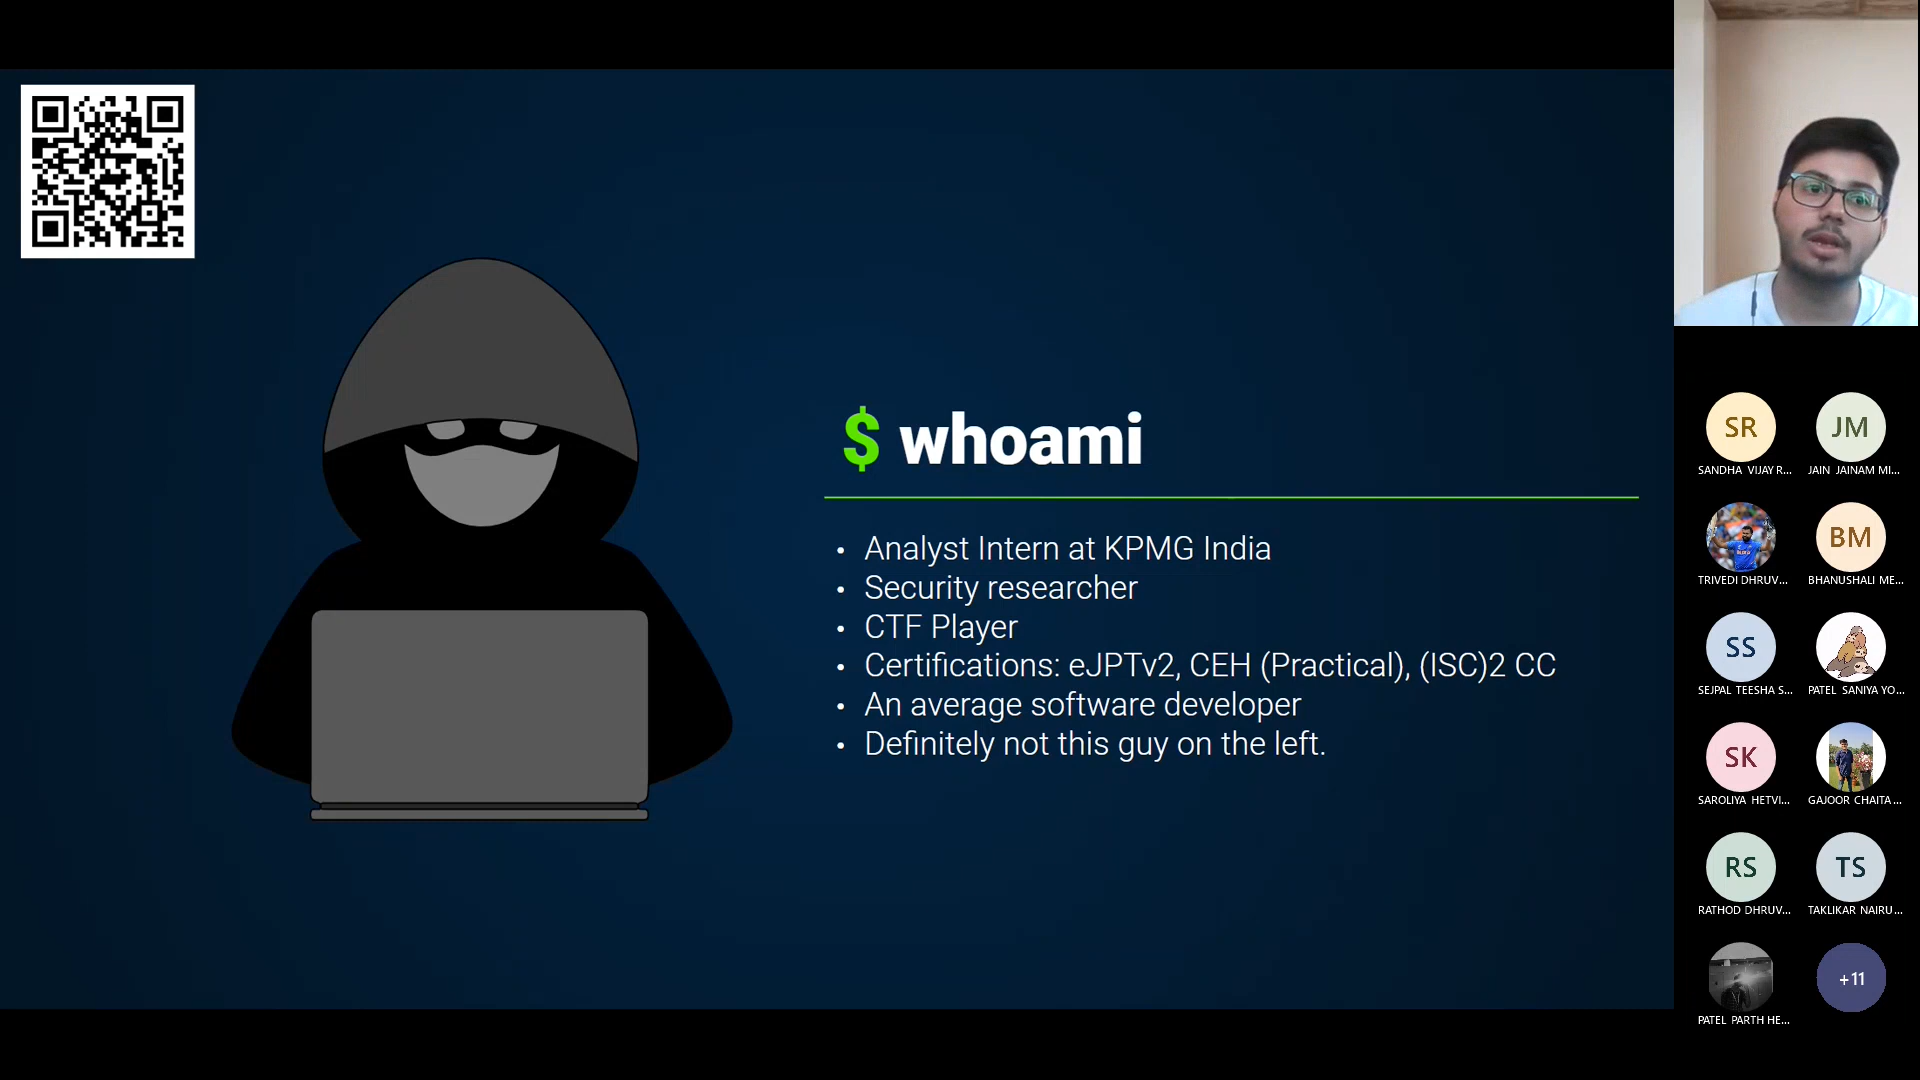 $ whoami
• Analyst Intern at KPMG India
• Security researcher
• CTF Player
• Certifications: eJPTv2, CEH (Practical), (ISC)2 CC
• An average software developer
• Definitely not this guy on the left.
SR JM
SANDHA VIJAY R... JAIN JAINAM MI...
BM
TRIVEDI DHRUV... BHANUSHALI ME...
SS
SEJPAL TEESHA S... PATEL SANIYA YO...
SK
SAROLIYA HETVI... GAJOOR CHAITA...
RS TS
RATHOD DHRUV... TAKLIKAR NAIRU...
+11
PATEL PARTH HE...